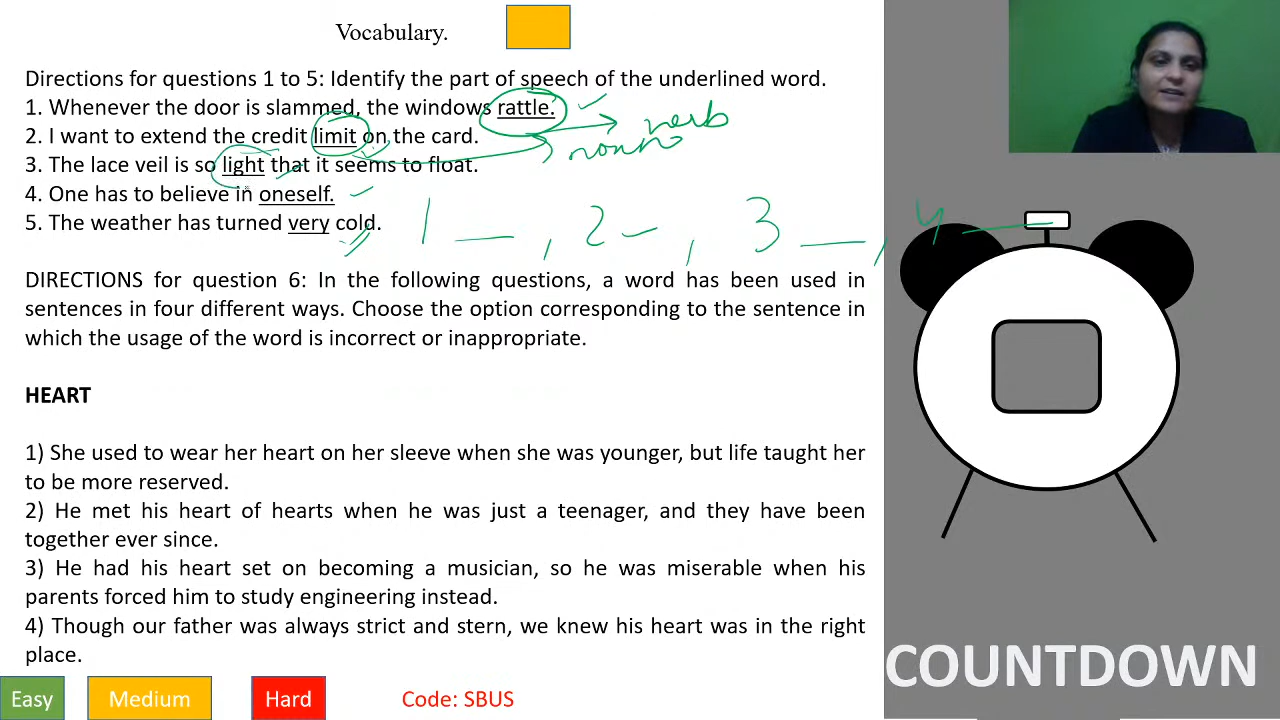 Vocabulary.
Directions for questions 1 to 5: Identify the part of speech of the underlined word.
1. Whenever the door is slammed, the windows rattle.
verb
2. I want to extend the credit limit on the card.
noun
3. The lace veil is so light that it seems to float.
4. One has to believe in oneself.
5. The weather has turned very cold.
1 __ , 2 – , 3 __ , 4 __
DIRECTIONS for question 6: In the following questions, a word has been used in
sentences in four different ways. Choose the option corresponding to the sentence in
which the usage of the word is incorrect or inappropriate.
HEART
1) She used to wear her heart on her sleeve when she was younger, but life taught her
to be more reserved.
2) He met his heart of hearts when he was just a teenager, and they have been
together ever since.
3) He had his heart set on becoming a musician, so he was miserable when his
parents forced him to study engineering instead.
4) Though our father was always strict and stern, we knew his heart was in the right
place.
COUNTDOWN
Easy Medium Hard Code: SBUS